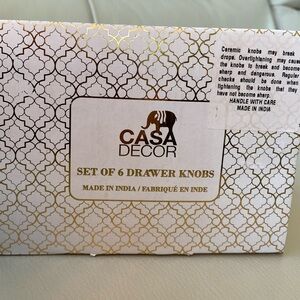 Ceramic knobs may break
drops. Overtightening may cause
the knobs to break and become
sharp and dangerous. Regular
checks should be done when
tightening the knobs that they
have not become sharp.
HANDLE WITH CARE
MADE IN INDIA
CASA
DECOR
SET OF 6 DRAWER KNOBS
MADE IN INDIA / FABRIQUÉ EN INDE